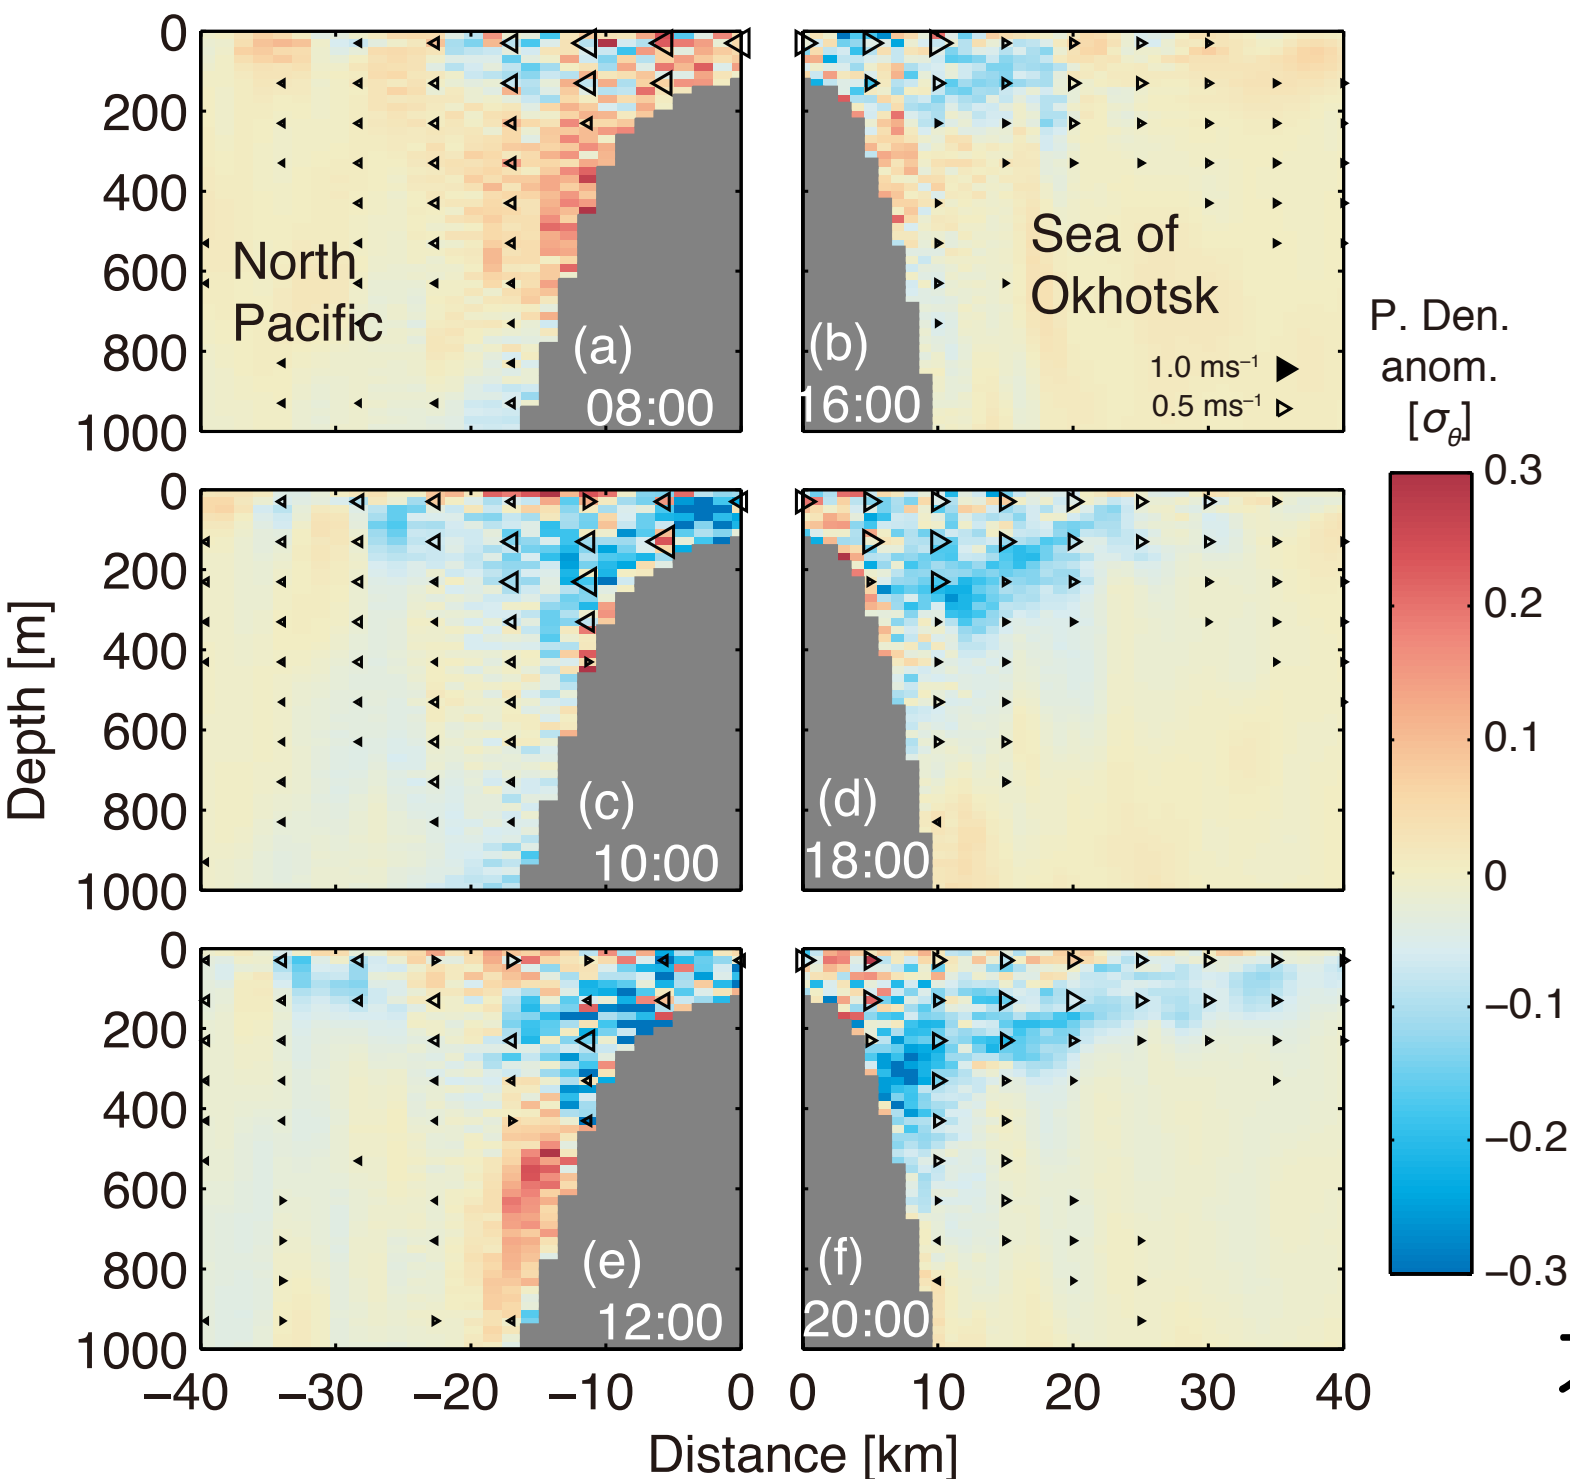 0
200
400
600
800
1000
North
Pacific
(a)
08:00
(b)
16:00
Sea of
Okhotsk
1.0 ms⁻¹
0.5 ms⁻¹
P. Den.
anom.
[σ_θ]
0
200
400
600
800
1000
(c)
10:00
(d)
18:00
0.3
0.2
0.1
0
−0.1
−0.2
−0.3
Depth [m]
0
200
400
600
800
1000
(e)
12:00
(f)
20:00
−40 −30 −20 −10 0
0 10 20 30 40
Distance [km]